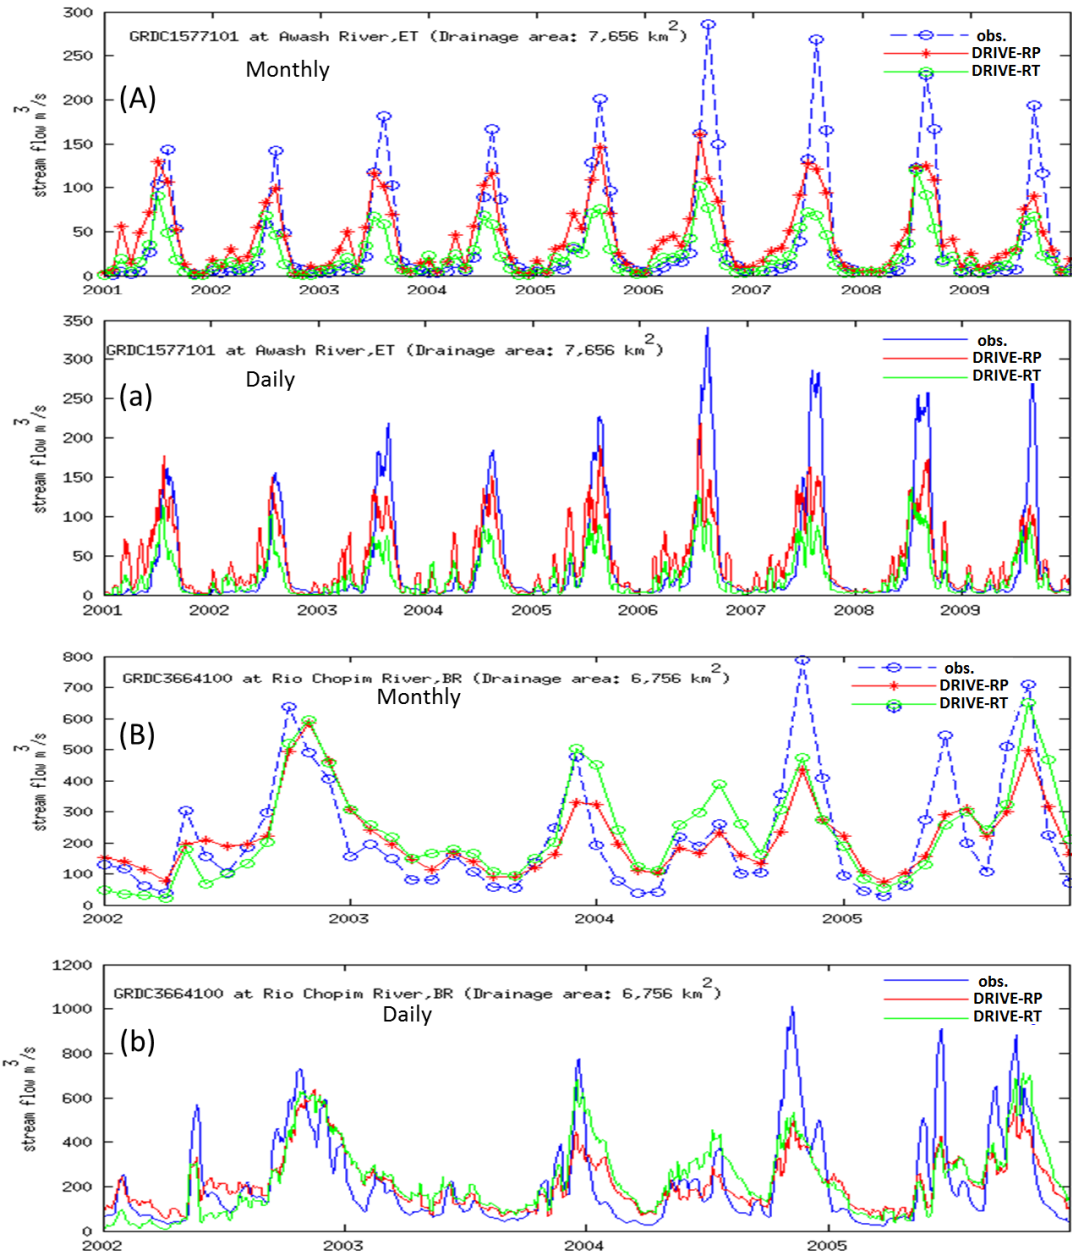 300
250
200
150
100
50
0
stream flow m³/s
GRDC1577101 at Awash River,ET (Drainage area: 7,656 km²)
Monthly
(A)
obs.
DRIVE-RP
DRIVE-RT
2001 2002 2003 2004 2005 2006 2007 2008 2009
350
300
250
200
150
100
50
0
stream flow m³/s
GRDC1577101 at Awash River,ET (Drainage area: 7,656 km²)
Daily
(a)
obs.
DRIVE-RP
DRIVE-RT
2001 2002 2003 2004 2005 2006 2007 2008 2009
800
700
600
500
400
300
200
100
0
stream flow m³/s
GRDC3664100 at Rio Chopim River,BR (Drainage area: 6,756 km²)
Monthly
(B)
obs.
DRIVE-RP
DRIVE-RT
2002 2003 2004 2005
1200
1000
800
600
400
200
0
stream flow m³/s
GRDC3664100 at Rio Chopim River,BR (Drainage area: 6,756 km²)
Daily
(b)
obs.
DRIVE-RP
DRIVE-RT
2002 2003 2004 2005